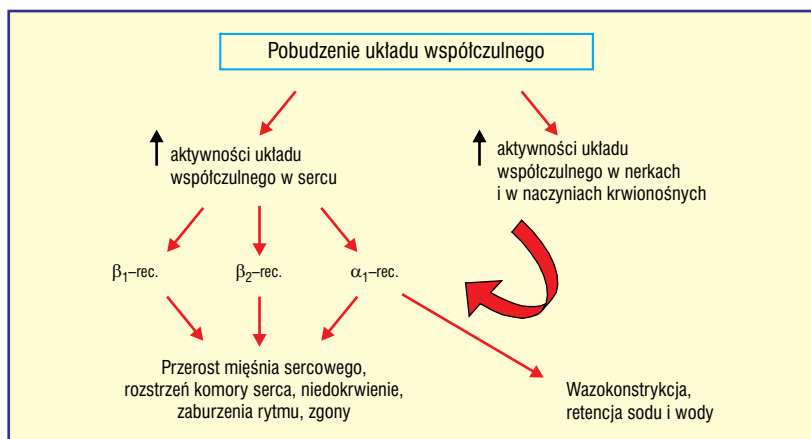 Pobudzenie układu współczulnego
aktywności układu
współczulnego w sercu
aktywności układu
współczulnego w nerkach
i w naczyniach krwionośnych
β₁–rec.
β₂–rec.
α₁–rec.
Przerost mięśnia sercowego,
rozstrzeń komory serca, niedokrwienie,
zaburzenia rytmu, zgony
Wazokonstrykcja,
retencja sodu i wody